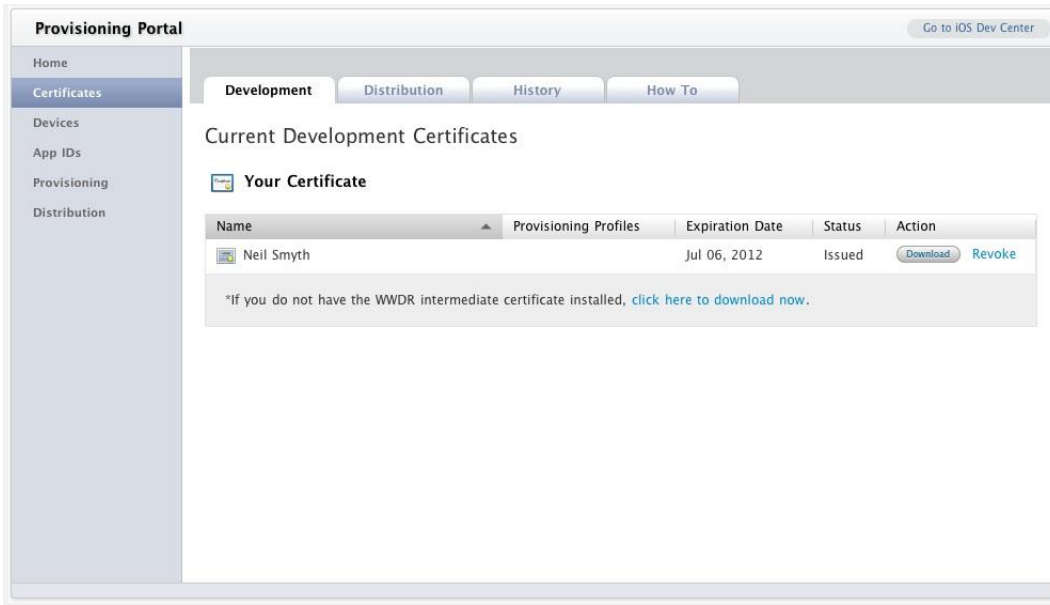 Provisioning Portal
Go to iOS Dev Center
Home
Certificates
Devices
App IDs
Provisioning
Distribution
Development Distribution History How To
Current Development Certificates
Your Certificate
Name Provisioning Profiles Expiration Date Status Action
Neil Smyth Jul 06, 2012 Issued Download Revoke
*If you do not have the WWDR intermediate certificate installed, click here to download now.